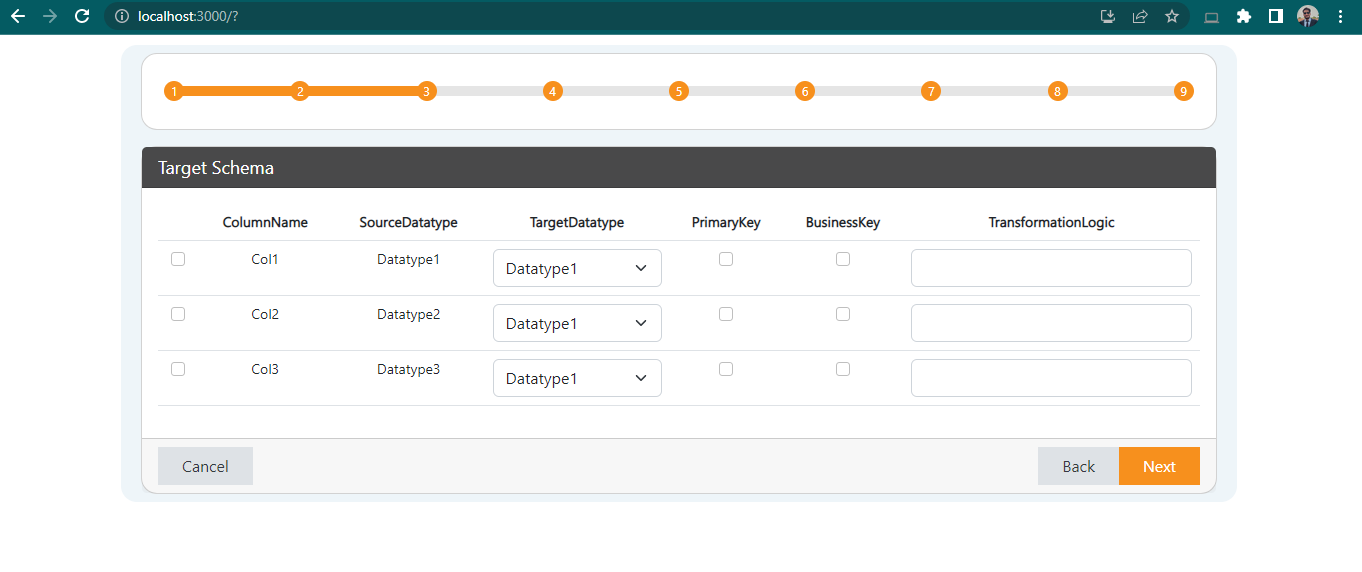 localhost:3000/?
1 2 3 4 5 6 7 8 9
Target Schema
ColumnName SourceDatatype TargetDatatype PrimaryKey BusinessKey TransformationLogic
Col1 Datatype1 Datatype1
Col2 Datatype2 Datatype1
Col3 Datatype3 Datatype1
Cancel Back Next